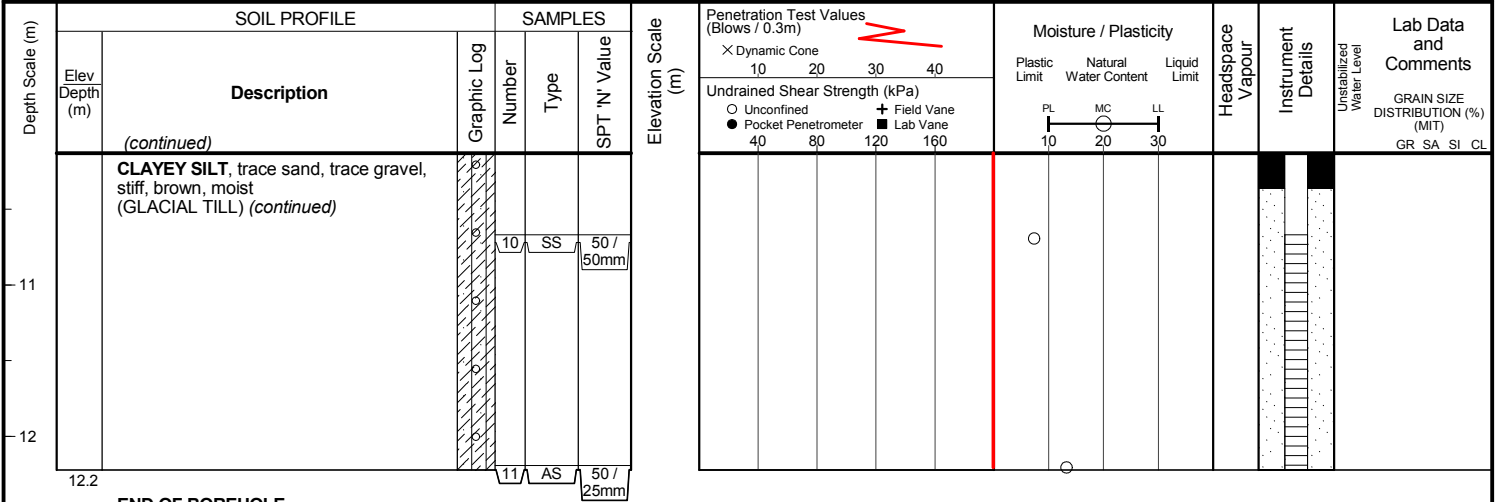 SOIL PROFILE
SAMPLES
Depth Scale (m)
Elev
Depth
(m)
Description
(continued)
Graphic Log
Number
Type
SPT 'N' Value
Elevation Scale
(m)
Penetration Test Values
(Blows / 0.3m)
× Dynamic Cone
10 20 30 40
Undrained Shear Strength (kPa)
Unconfined + Field Vane
Pocket Penetrometer Lab Vane
40 80 120 160
Moisture / Plasticity
Plastic Natural Liquid
Limit Water Content Limit
PL MC LL
10 20 30
Headspace
Vapour
Instrument
Details
Unstabilized
Water Level
Lab Data
and
Comments
GRAIN SIZE
DISTRIBUTION (%)
(MIT)
GR SA SI CL
CLAYEY SILT, trace sand, trace gravel,
stiff, brown, moist
(GLACIAL TILL) (continued)
10 SS 50 /
50mm
11
12
12.2
11 AS 50 /
25mm
END OF BOREHOLE